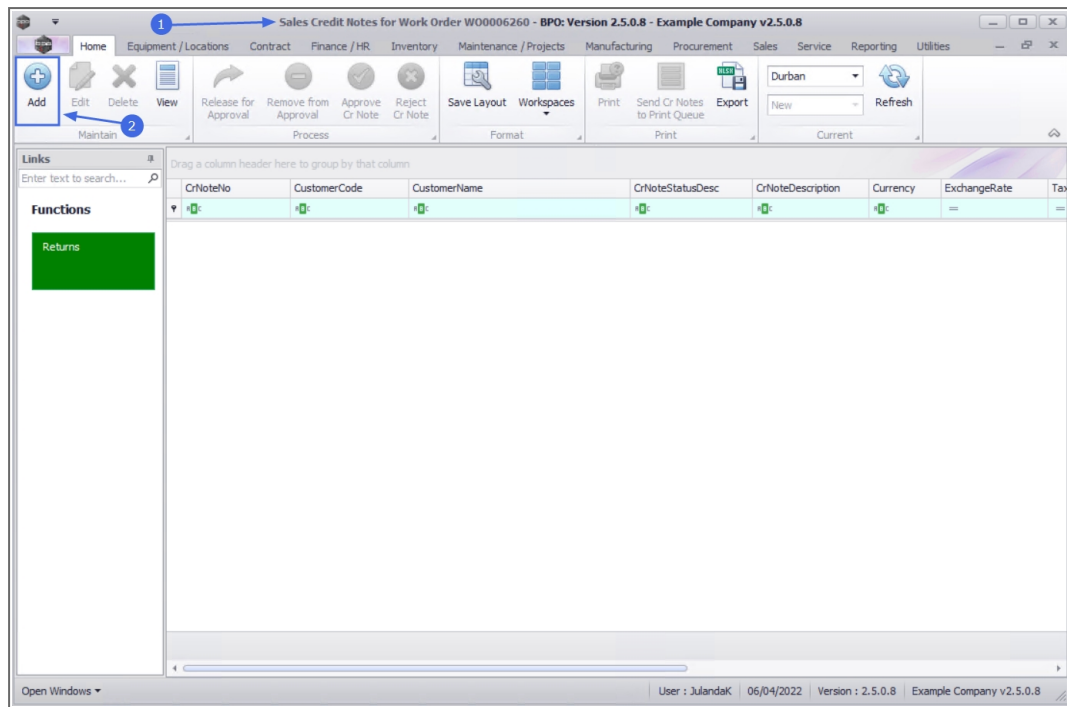 1
Sales Credit Notes for Work Order WO0006260 - BPO: Version 2.5.0.8 - Example Company v2.5.0.8
Home Equipment / Locations Contract Finance / HR Inventory Maintenance / Projects Manufacturing Procurement Sales Service Reporting Utilities
Add Edit Delete View
Release for Approval
Remove from Approval
Approve Cr Note
Reject Cr Note
Save Layout Workspaces
Print
Send Cr Notes to Print Queue
XLSX
Export
Durban
New
Refresh
2
Maintain Process Format Print Current
Links
Enter text to search...
Drag a column header here to group by that column
CrNoteNo CustomerCode CustomerName CrNoteStatusDesc CrNoteDescription Currency ExchangeRate Tax
Functions
Returns
Open Windows
User : JulandaK 06/04/2022 Version : 2.5.0.8 Example Company v2.5.0.8